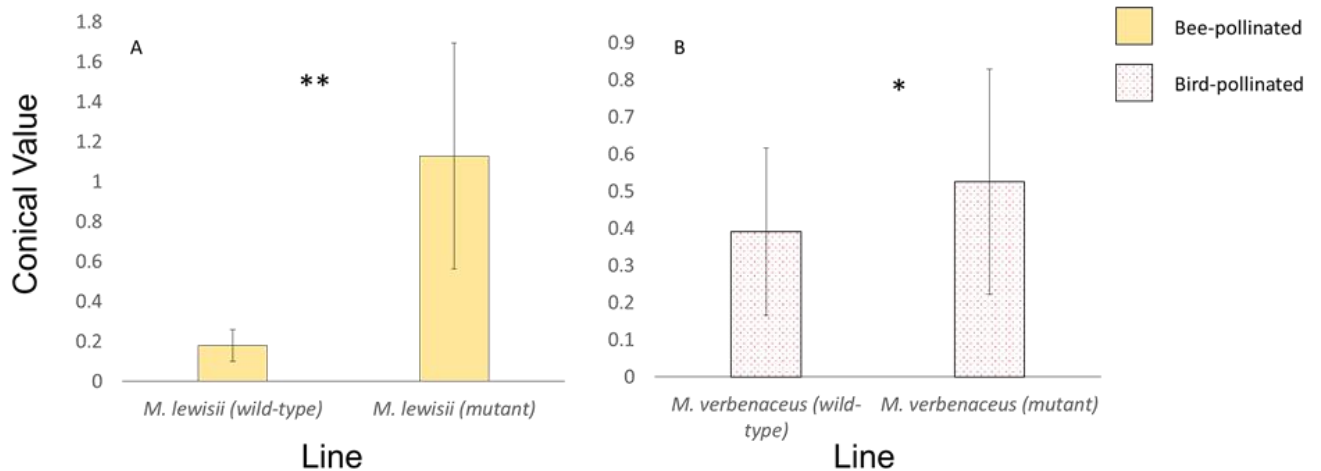 Conical Value
A
**
1.8
1.6
1.4
1.2
1
0.8
0.6
0.4
0.2
0
M. lewisii (wild-type)
M. lewisii (mutant)
Line
B
*
0.9
0.8
0.7
0.6
0.5
0.4
0.3
0.2
0.1
0
M. verbenaceus (wild-
type)
M. verbenaceus (mutant)
Line
Bee-pollinated
Bird-pollinated